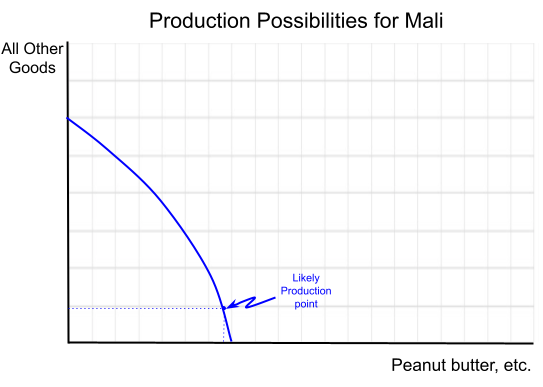 Production Possibilities for Mali
All Other
Goods
Likely
Production
point
Peanut butter, etc.